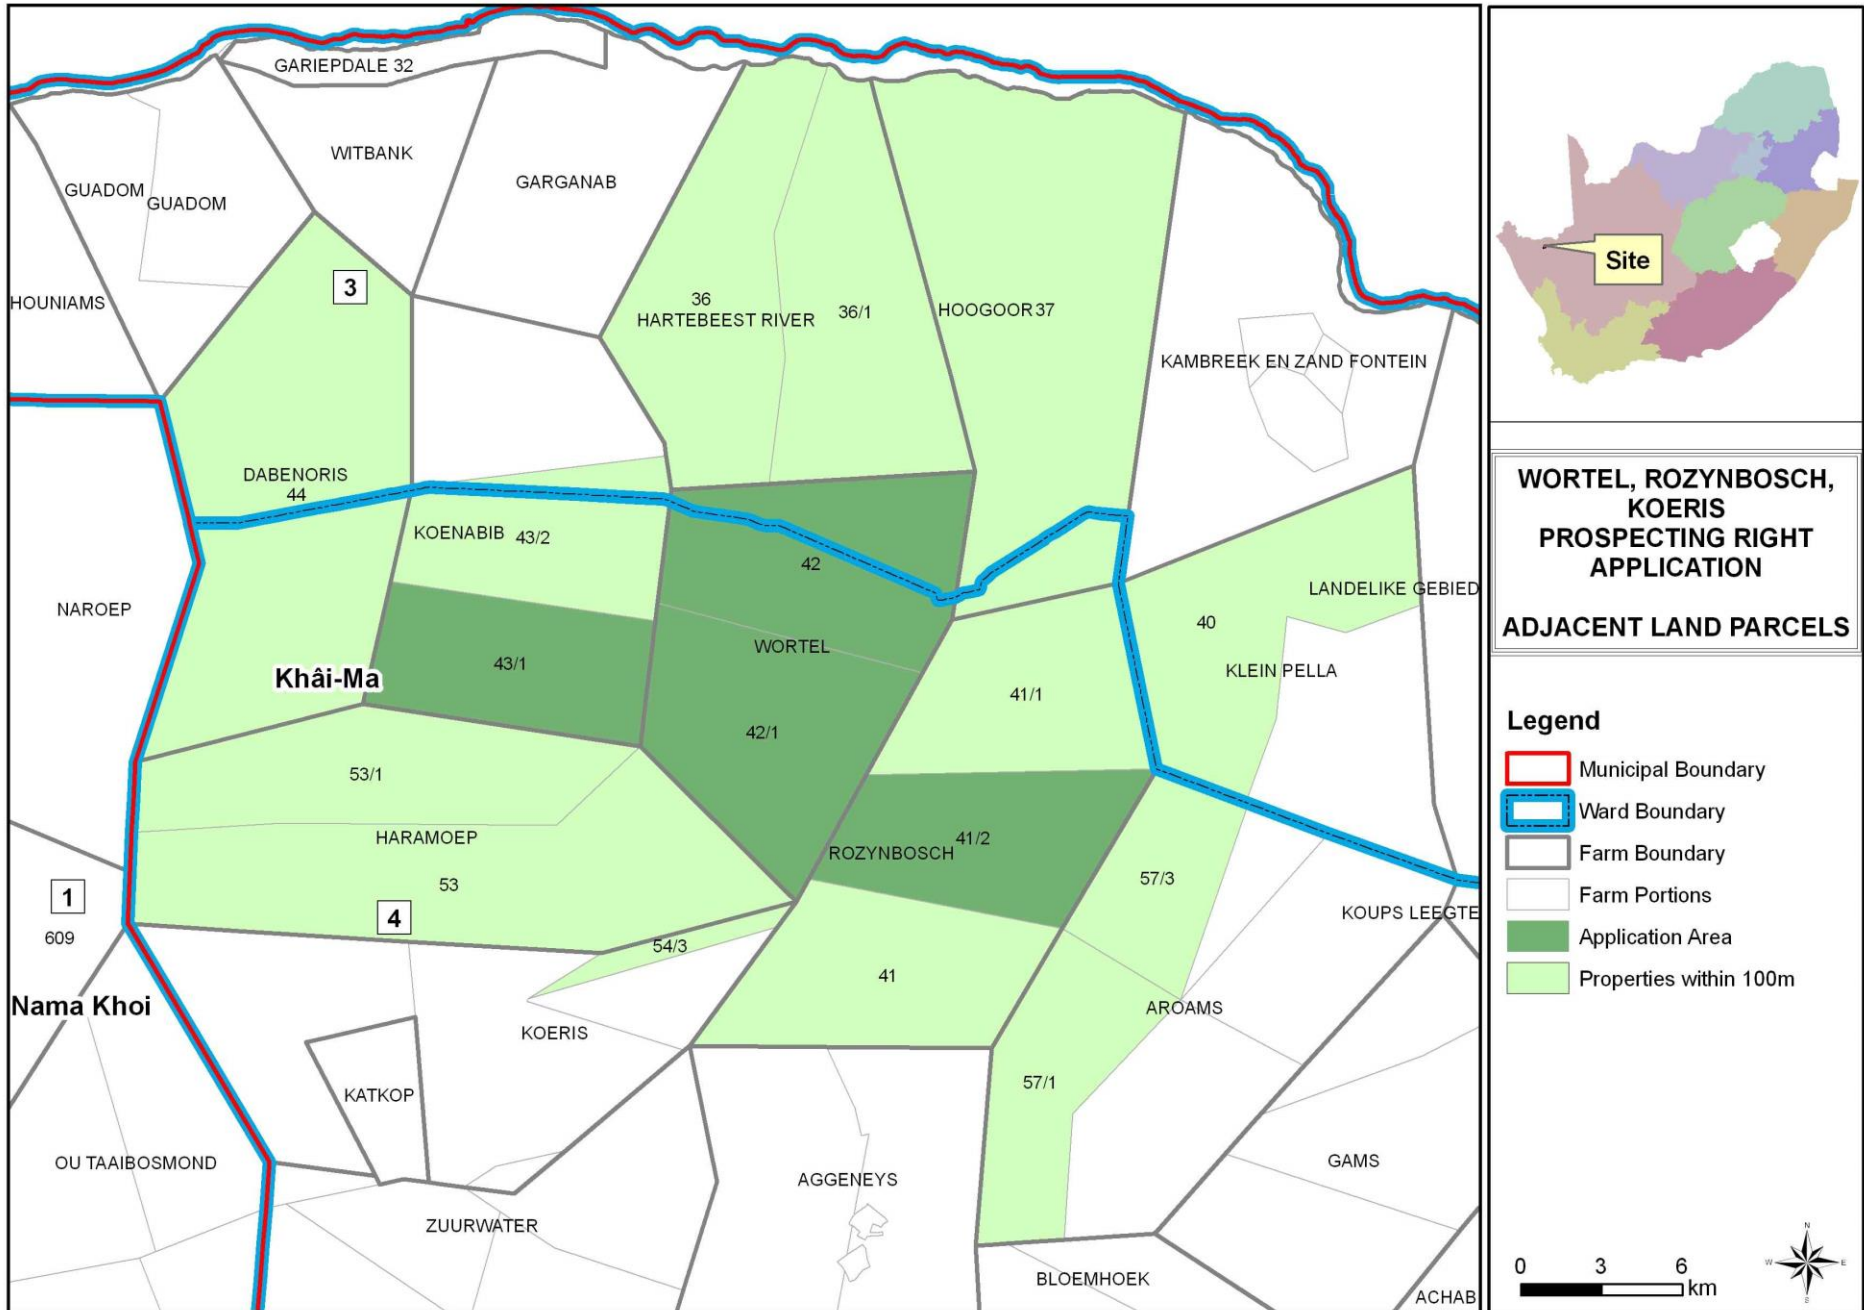 GARIEPDALE 32
WITBANK
GUADOM
GUADOM
GARGANAB
HOUNIAMS
3
36
HARTEBEEST RIVER
36/1
HOOGOOR 37
KAMBREEK EN ZAND FONTEIN
DABENORIS
44
KOENABIB 43/2
42
NAROEP
LANDELIKE GEBIED
40
WORTEL
43/1
KLEIN PELLA
Khâi-Ma
41/1
42/1
53/1
HARAMOEP
41/2
ROZYNBOSCH
53
57/3
1
4
KOUPS LEEGTE
609
54/3
41
Nama Khoi
AROAMS
KOERIS
57/1
KATKOP
OU TAAIBOSMOND
GAMS
AGGENEYS
ZUURWATER
BLOEMHOEK
ACHAB
Site
WORTEL, ROZYNBOSCH,
KOERIS
PROSPECTING RIGHT
APPLICATION
ADJACENT LAND PARCELS
Legend
Municipal Boundary
Ward Boundary
Farm Boundary
Farm Portions
Application Area
Properties within 100m
0 3 6
km
N
W E
S